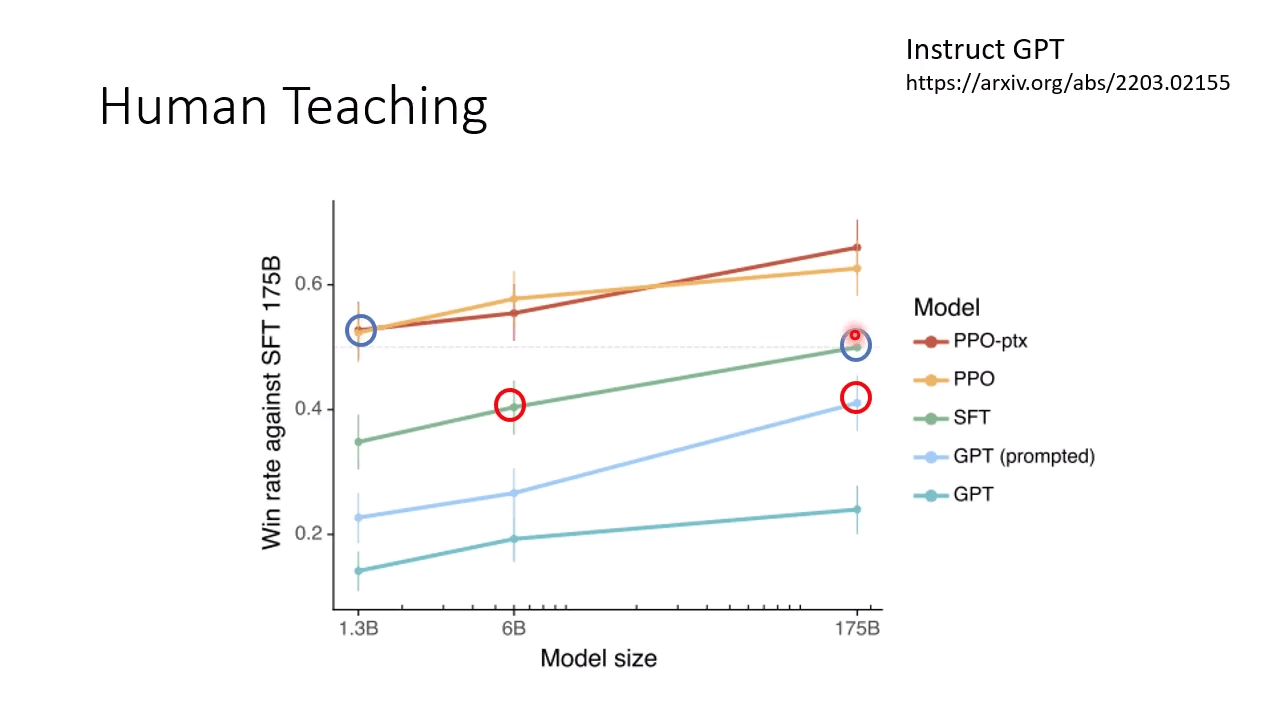 Instruct GPT
https://arxiv.org/abs/2203.02155
Human Teaching
Win rate against SFT 175B
0.6
0.4
0.2
1.3B
6B
175B
Model size
Model
PPO-ptx
PPO
SFT
GPT (prompted)
GPT